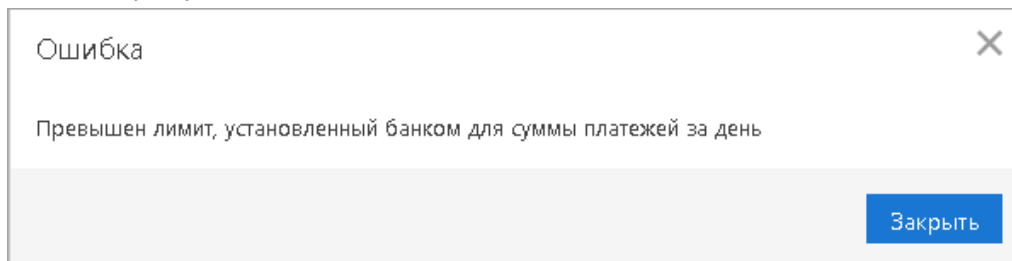 Ошибка
Превышен лимит, установленный банком для суммы платежей за день
Закрыть